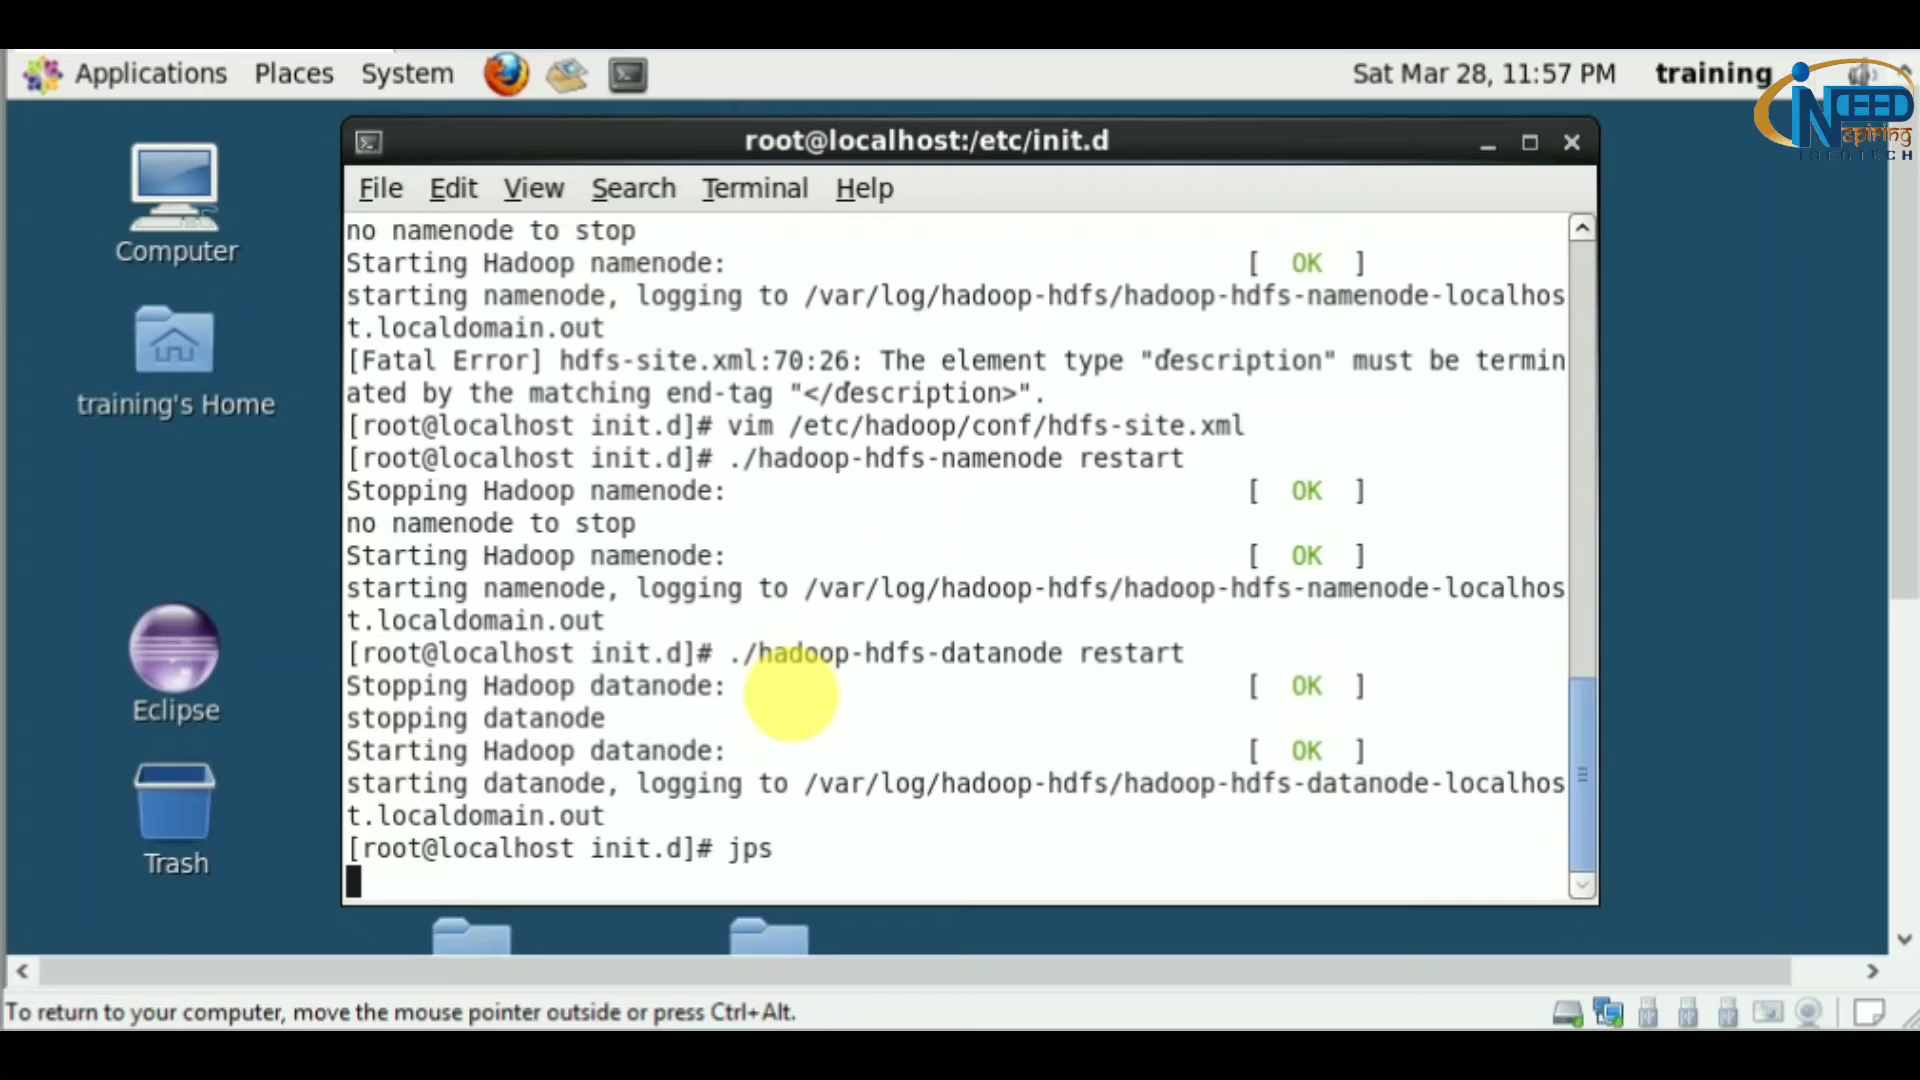 Applications Places System Sat Mar 28, 11:57 PM training
iNCEED
nspiring
INFOTECH
root@localhost:/etc/init.d
File Edit View Search Terminal Help
no namenode to stop
Starting Hadoop namenode: [ OK ]
starting namenode, logging to /var/log/hadoop-hdfs/hadoop-hdfs-namenode-localhos
t.localdomain.out
[Fatal Error] hdfs-site.xml:70:26: The element type "description" must be termin
ated by the matching end-tag "</description>".
[root@localhost init.d]# vim /etc/hadoop/conf/hdfs-site.xml
[root@localhost init.d]# ./hadoop-hdfs-namenode restart
Stopping Hadoop namenode: [ OK ]
no namenode to stop
Starting Hadoop namenode: [ OK ]
starting namenode, logging to /var/log/hadoop-hdfs/hadoop-hdfs-namenode-localhos
t.localdomain.out
[root@localhost init.d]# ./hadoop-hdfs-datanode restart
Stopping Hadoop datanode: [ OK ]
stopping datanode
Starting Hadoop datanode: [ OK ]
starting datanode, logging to /var/log/hadoop-hdfs/hadoop-hdfs-datanode-localhos
t.localdomain.out
[root@localhost init.d]# jps
Computer
training's Home
Eclipse
Trash
To return to your computer, move the mouse pointer outside or press Ctrl+Alt.